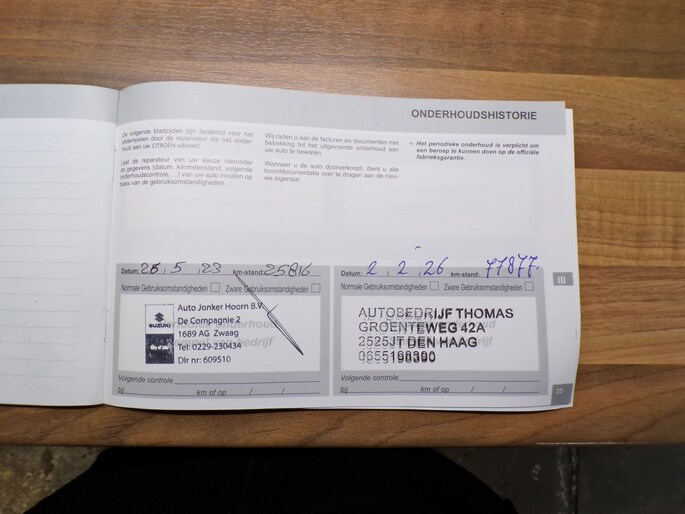 ONDERHOUDSHISTORIE
De volgende bladzijden zijn bestemd voor het
afstempelen door de reparateur die het onder-
houd aan uw CITROËN uitvoert.
Laat de reparateur van uw keuze hieronder
de gegevens (datum, kilometerstand, volgende
onderhoudscontrole, ...) van uw auto invullen op
basis van de gebruiksomstandigheden.
Wij raden u aan de facturen en documenten met
betrekking tot het uitgevoerde onderhoud aan
uw auto te bewaren.
Wanneer u de auto doorverkoopt, dient u alle
boorddocumentatie over te dragen aan de nieu-
we eigenaar.
Het periodieke onderhoud is verplicht om
een beroep te kunnen doen op de officiële
fabrieksgarantie.
Datum: 26, 5, 23 km-stand: 25816
Normale Gebruiksomstandigheden Zware Gebruiksomstandigheden
SUZUKI
Auto Jonker Hoorn B.V.
De Compagnie 2
1689 AG Zwaag
Tel: 0229-230434
Dlr nr: 609510
Volgende controle
bij km of op / /
Datum: 2, 2, 26 km-stand: 77877.
Normale Gebruiksomstandigheden Zware Gebruiksomstandigheden
AUTOBEDRIJF THOMAS
GROENTEWEG 42A
2525JT DEN HAAG
Volgende controle
bij km of op / /
III
25